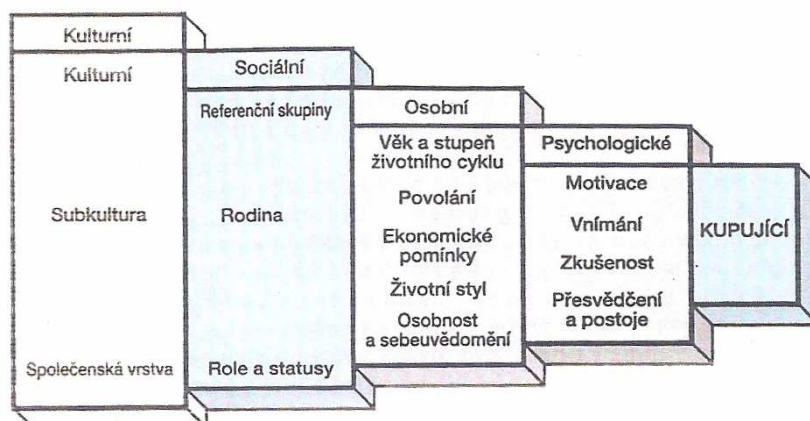 Kulturní
Kulturní
Subkultura
Společenská vrstva
Sociální
Referenční skupiny
Rodina
Role a statusy
Osobní
Věk a stupeň
životního cyklu
Povolání
Ekonomické
pomínky
Životní styl
Osobnost
a sebeuvědomění
Psychologické
Motivace
Vnímání
Zkušenost
Přesvědčení
a postoje
KUPUJÍCÍ